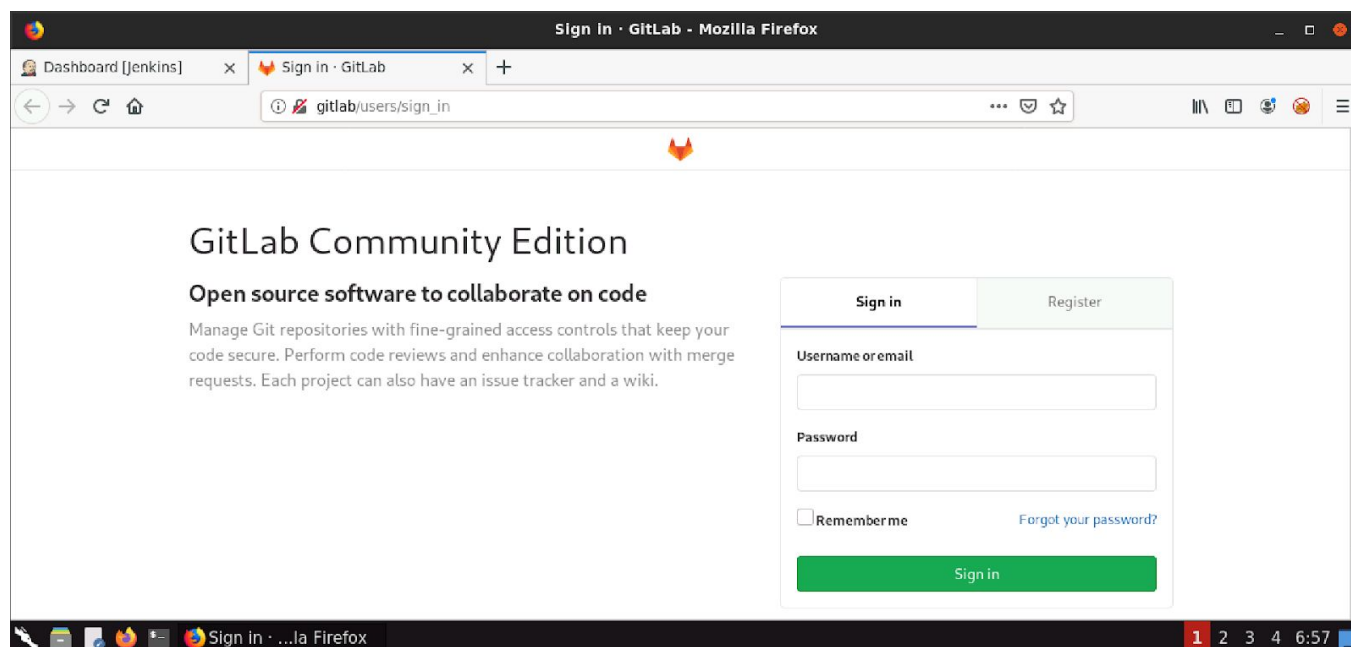 Sign in · GitLab - Mozilla Firefox
Dashboard [Jenkins]
Sign in · GitLab
gitlab/users/sign_in
GitLab Community Edition
Open source software to collaborate on code
Manage Git repositories with fine-grained access controls that keep your
code secure. Perform code reviews and enhance collaboration with merge
requests. Each project can also have an issue tracker and a wiki.
Sign in
Register
Username or email
Password
Remember me
Forgot your password?
Sign in
Sign in · ...la Firefox
1 2 3 4 6:57